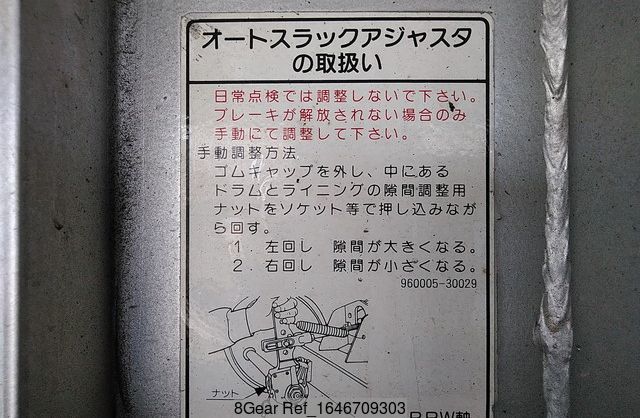 オートスラックアジャスタ
の取扱い
日常点検では調整しないで下さい。
ブレーキが解放されない場合のみ
手動にて調整して下さい。
手動調整方法
ゴムキャップを外し、中にある
ドラムとライニングの隙間調整用
ナットをソケット等で押し込みなが
ら回す。
1．左回し 隙間が大きくなる。
2．右回し 隙間が小さくなる。
960005-30029
ナット
8Gear Ref_1646709303